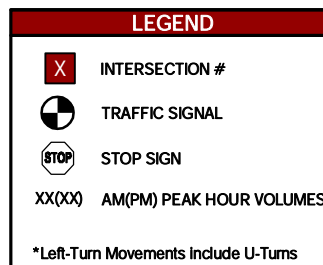 LEGEND
X INTERSECTION #
TRAFFIC SIGNAL
STOP STOP SIGN
XX(XX) AM(PM) PEAK HOUR VOLUMES
*Left-Turn Movements include U-Turns